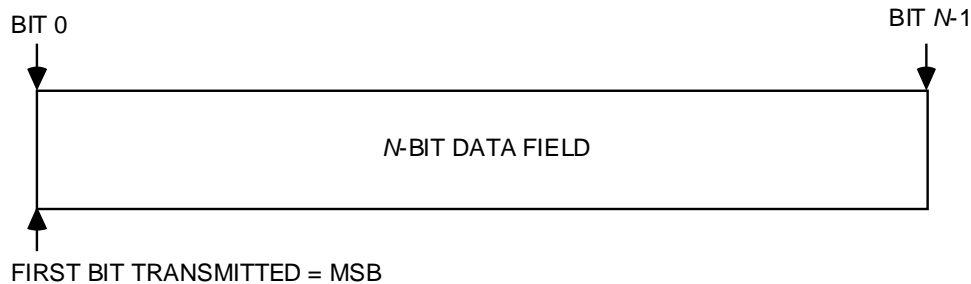 BIT 0
BIT N-1
N-BIT DATA FIELD
FIRST BIT TRANSMITTED = MSB